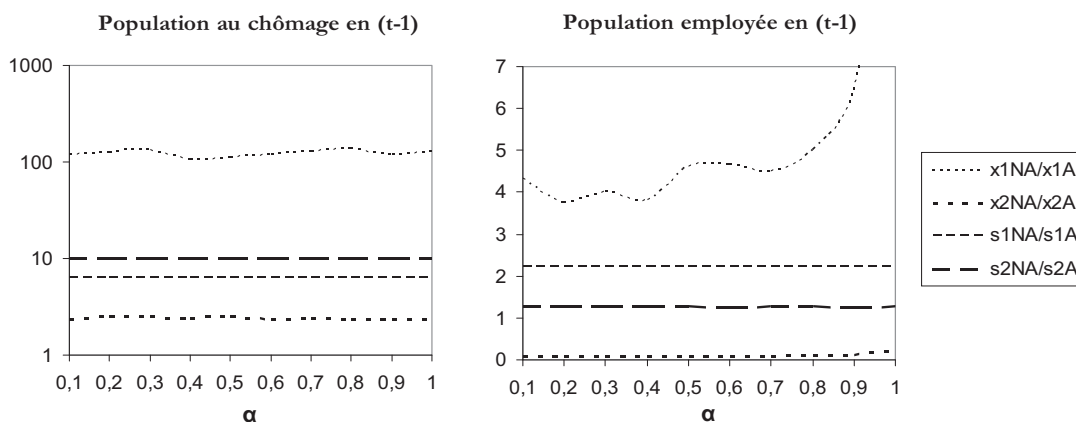 Population au chômage en (t-1)
1000
100
10
1
0,1 0,2 0,3 0,4 0,5 0,6 0,7 0,8 0,9 1
α
Population employée en (t-1)
7
6
5
4
3
2
1
0
0,1 0,2 0,3 0,4 0,5 0,6 0,7 0,8 0,9 1
α
x1NA/x1A
x2NA/x2A
s1NA/s1A
s2NA/s2A